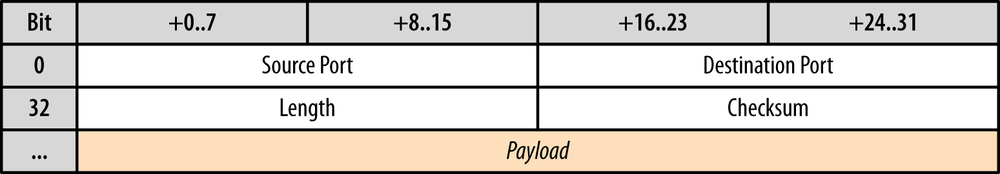 Bit +0..7 +8..15 +16..23 +24..31
0 Source Port Destination Port
32 Length Checksum
... Payload